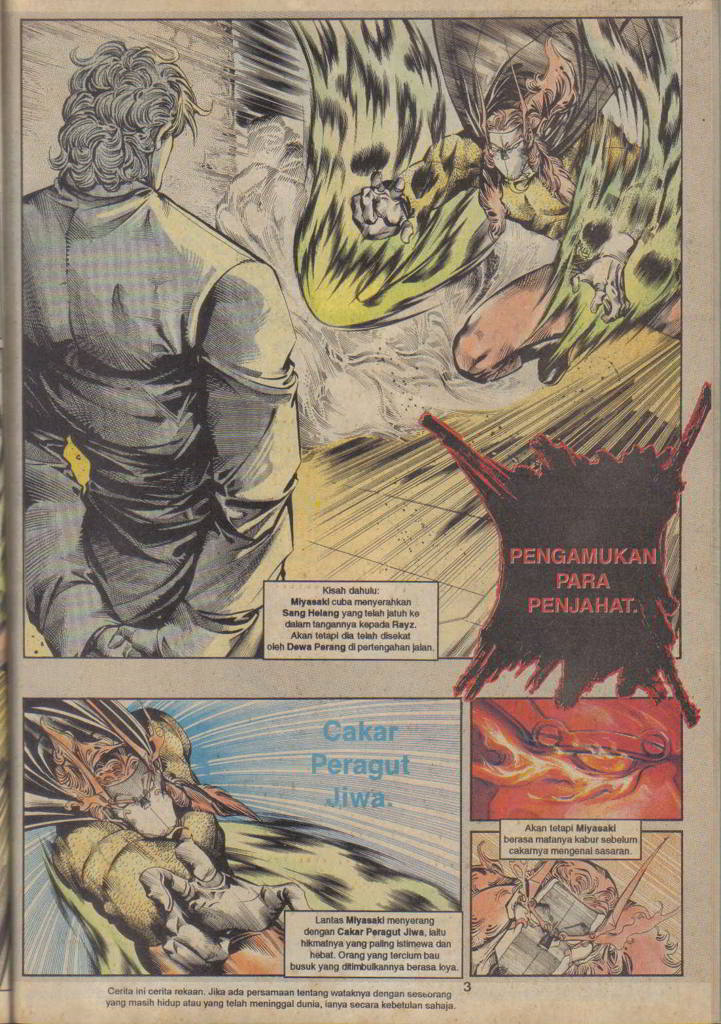 Kisah dahulu:
Miyasaki cuba menyerahkan
Sang Helang yang telah jatuh ke
dalam tangannya kepada Rayz.
Akan tetapi dia telah disekat
oleh Dewa Perang di pertengahan jalan.
PENGAMUKAN
PARA
PENJAHAT.
Cakar
Peragut
Jiwa.
Lantas Miyasaki menyerang
dengan Cakar Peragut Jiwa, iaitu
hikmatnya yang paling istimewa dan
hebat. Orang yang tercium bau
busuk yang ditimbulkannya berasa loya.
Akan tetapi Miyasaki
berasa matanya kabur sebelum
cakarnya mengenai sasaran.
Cerita ini cerita rekaan. Jika ada persamaan tentang wataknya dengan seseorang
yang masih hidup atau yang telah meninggal dunia, ianya secara kebetulan sahaja.
3